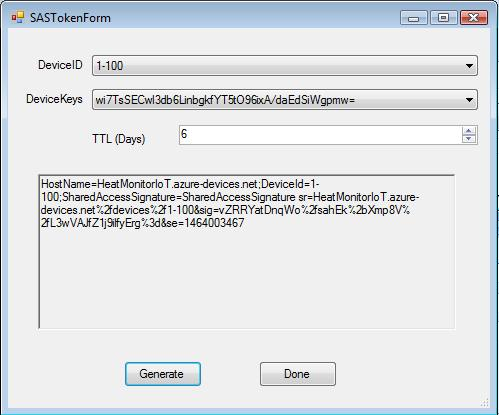 SASTokenForm
DeviceID 1-100
DeviceKeys wi7TsSECwl3db6LinbgkfYT5tO96ixA/daEdSiWgpmw=
TTL (Days) 6
HostName=HeatMonitorIoT.azure-devices.net;DeviceId=1-
100;SharedAccessSignature=SharedAccessSignature sr=HeatMonitorIoT.azure-
devices.net%2fdevices%2f1-100&sig=vZRRYatDnqWo%2fsahEk%2bXmp8V%
2fL3wVAJfZ1j9ilfyErg%3d&se=1464003467
Generate Done